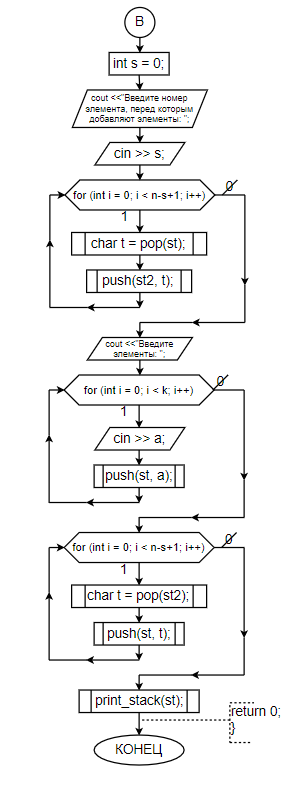 B
int s = 0;
cout <<"Введите номер
элемента, перед которым
добавляют элементы: ";
cin >> s;
for (int i = 0; i < n-s+1; i++)
0
1
char t = pop(st);
push(st2, t);
cout <<"Введите
элементы: ";
for (int i = 0; i < k; i++)
0
1
cin >> a;
push(st, a);
for (int i = 0; i < n-s+1; i++)
0
1
char t = pop(st2);
push(st, t);
print_stack(st);
return 0;
}
КОНЕЦ